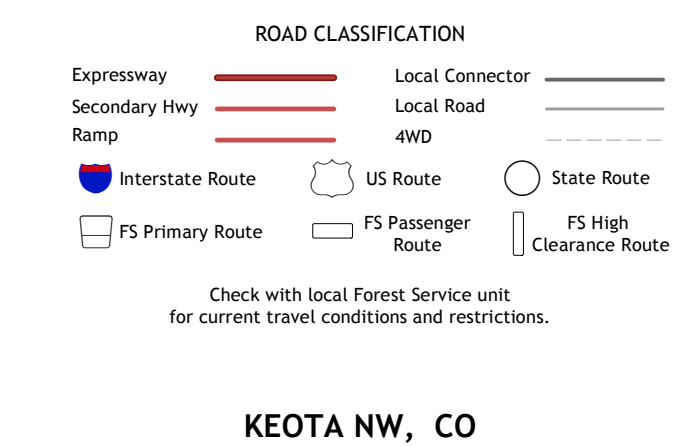 ROAD CLASSIFICATION
Expressway
Local Connector
Secondary Hwy
Local Road
Ramp
4WD
Interstate Route
US Route
State Route
FS Primary Route
FS Passenger
Route
FS High
Clearance Route
Check with local Forest Service unit
for current travel conditions and restrictions.
KEOTA NW, CO